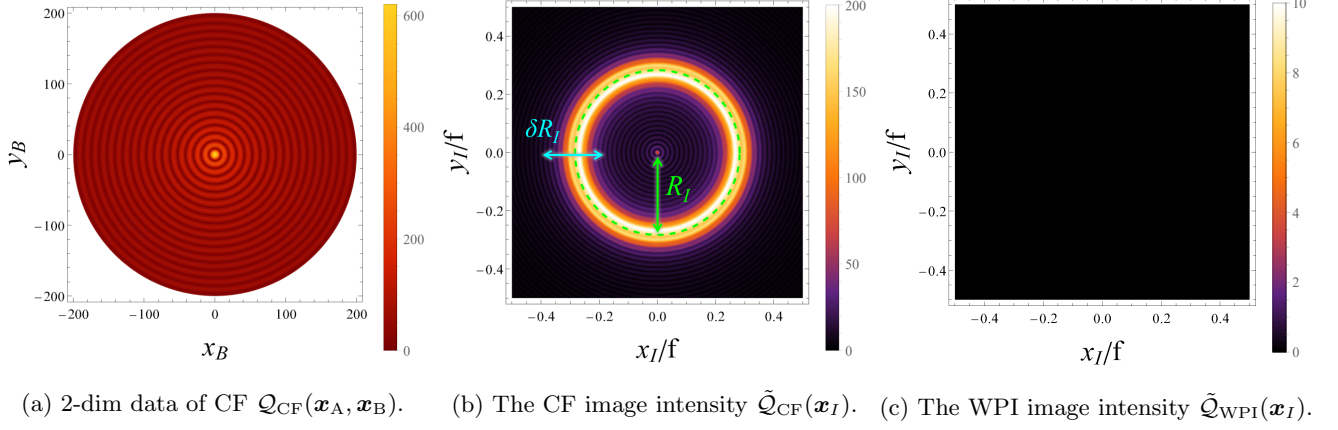 200
100
0
−100
−200
y_B
−200 −100 0 100 200
x_B
600
400
200
0
0.4
0.2
0.0
−0.2
−0.4
y_I/f
δR_I
R_I
−0.4 −0.2 0.0 0.2 0.4
x_I/f
200
150
100
50
0
0.4
0.2
0.0
−0.2
−0.4
y_I/f
−0.4 −0.2 0.0 0.2 0.4
x_I/f
10
8
6
4
2
0
(a) 2-dim data of CF 𝒬_CF(𝒙_A, 𝒙_B).
(b) The CF image intensity 𝒬̃_CF(𝒙_I).
(c) The WPI image intensity 𝒬̃_WPI(𝒙_I).